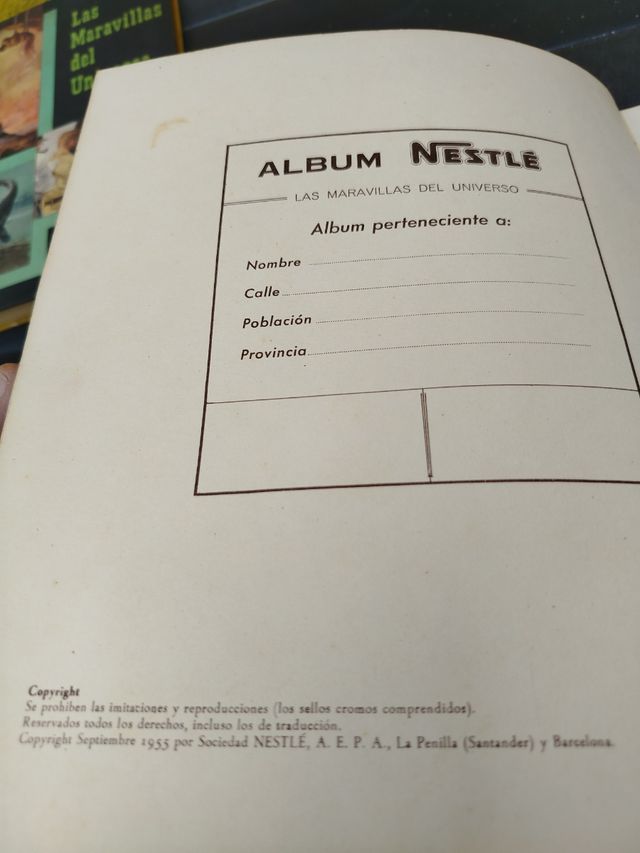 Las
Maravillas
del
ALBUM NESTLÉ
LAS MARAVILLAS DEL UNIVERSO
Album perteneciente a:
Nombre
Calle
Población
Provincia
Copyright
Se prohiben las imitaciones y reproducciones (los sellos cromos comprendidos).
Reservados todos los derechos, incluso los de traducción.
Copyright Septiembre 1955 por Sociedad NESTLÉ, A. E. P. A., La Penilla (Santander) y Barcelona.